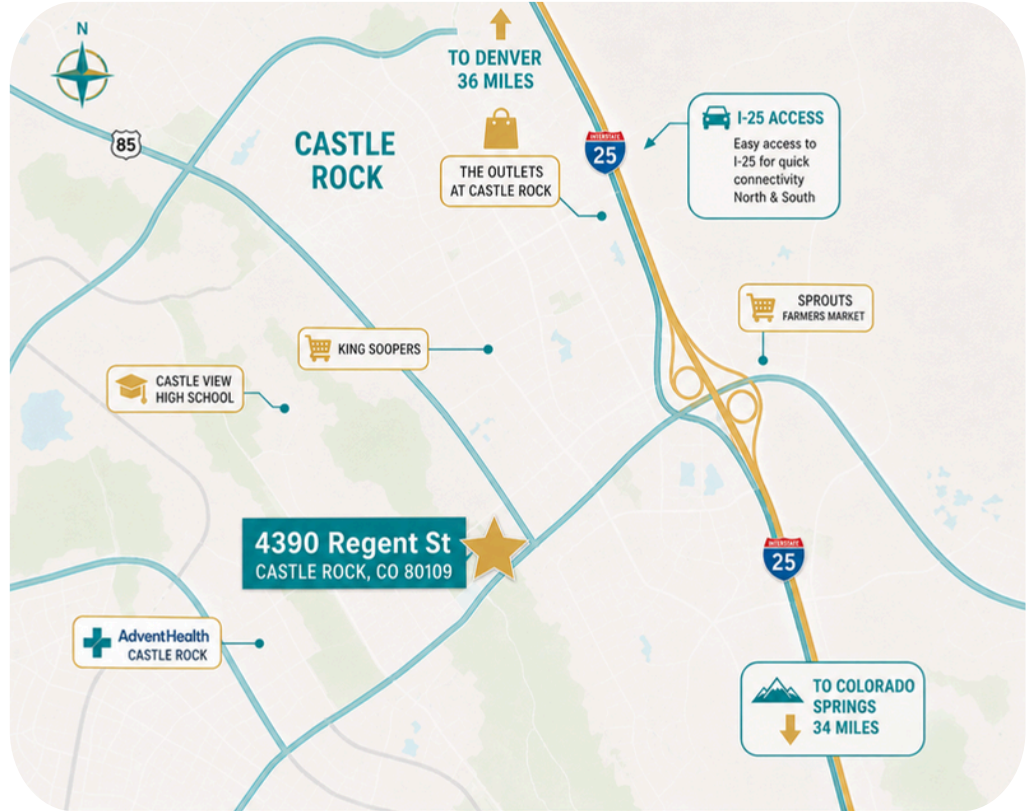 N
TO DENVER
36 MILES
85
CASTLE
ROCK
THE OUTLETS
AT CASTLE ROCK
INTERSTATE
25
I-25 ACCESS
Easy access to
I-25 for quick
connectivity
North & South
SPROUTS
FARMERS MARKET
KING SOOPERS
CASTLE VIEW
HIGH SCHOOL
4390 Regent St
CASTLE ROCK, CO 80109
INTERSTATE
25
AdventHealth
CASTLE ROCK
TO COLORADO
SPRINGS
34 MILES